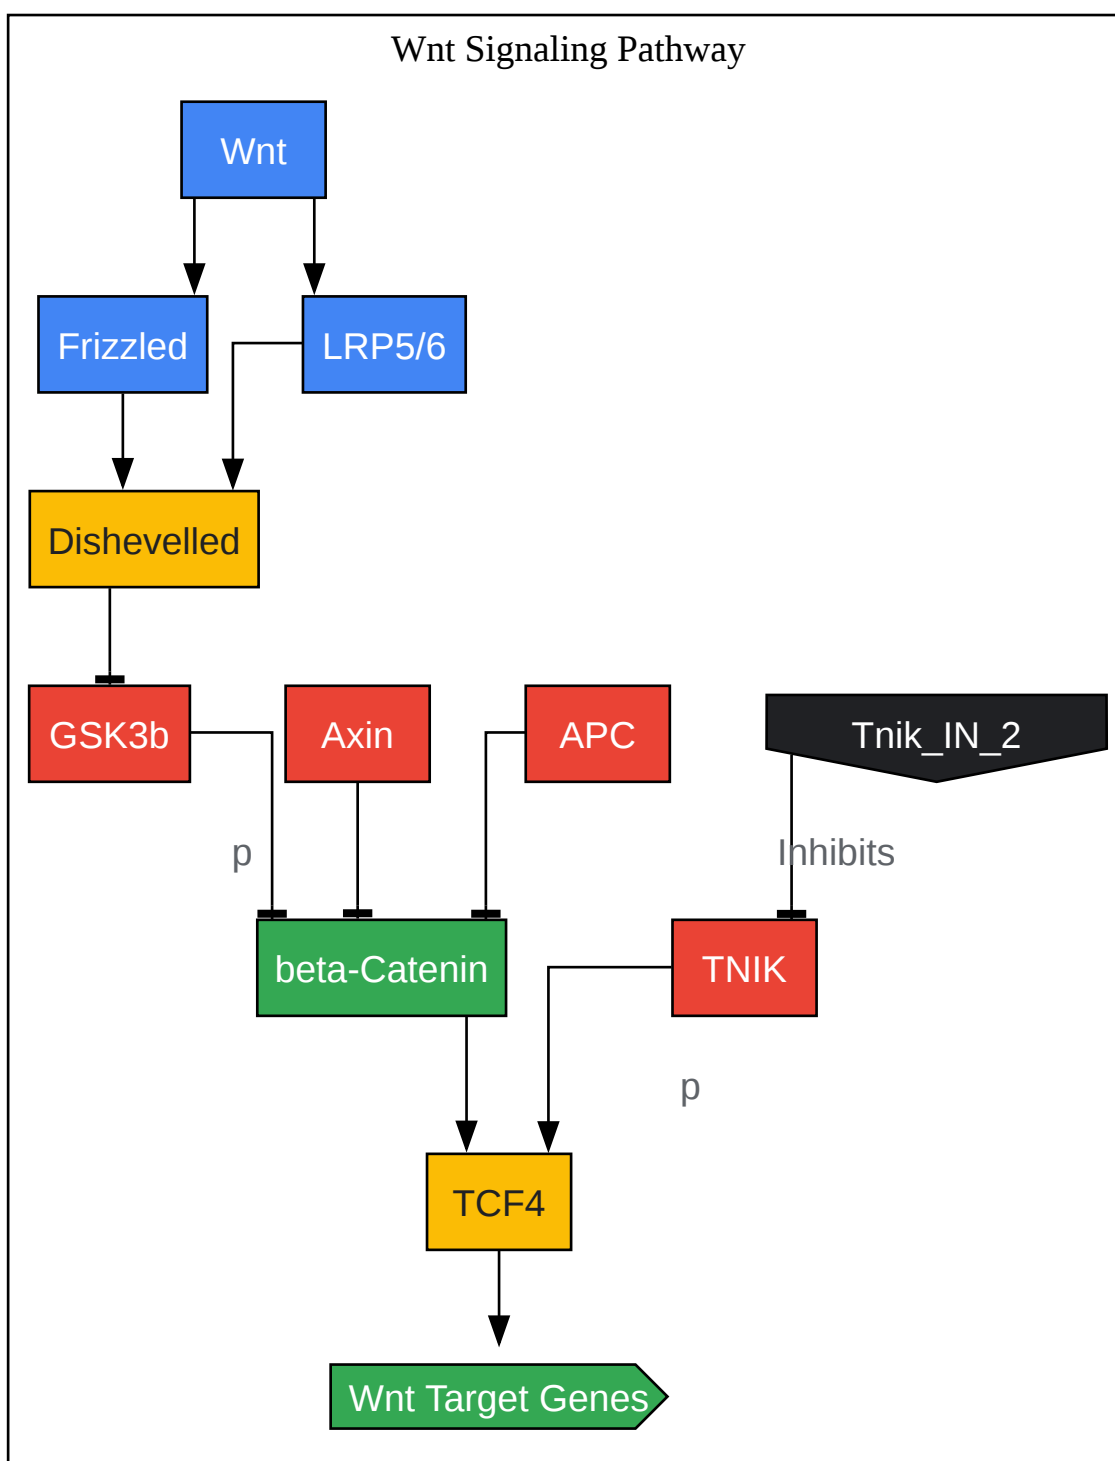 Wnt Signaling Pathway
Wnt
Frizzled
LRP5/6
Dishevelled
GSK3b
Axin
APC
Tnik_IN_2
p
Inhibits
beta-Catenin
TNIK
p
TCF4
Wnt Target Genes